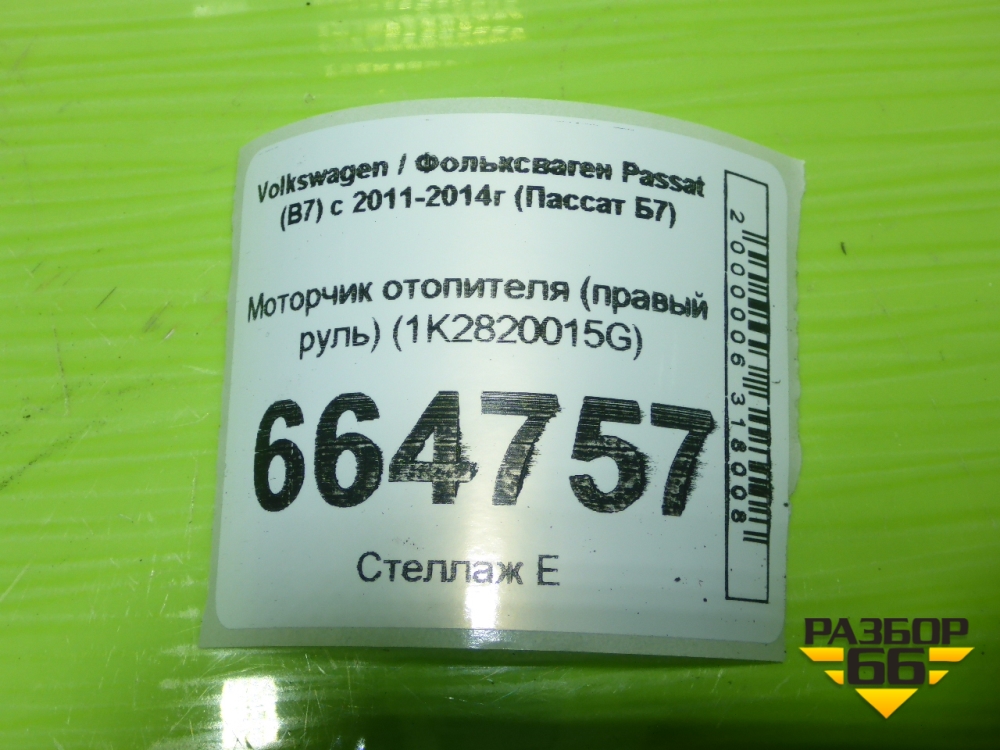 Volkswagen / Фольксваген Passat
(B7) с 2011-2014г (Пассат Б7)
Моторчик отопителя (правый
руль) (1K2820015G)
664757
Стеллаж Е
2000006318008
РАЗБОР
66